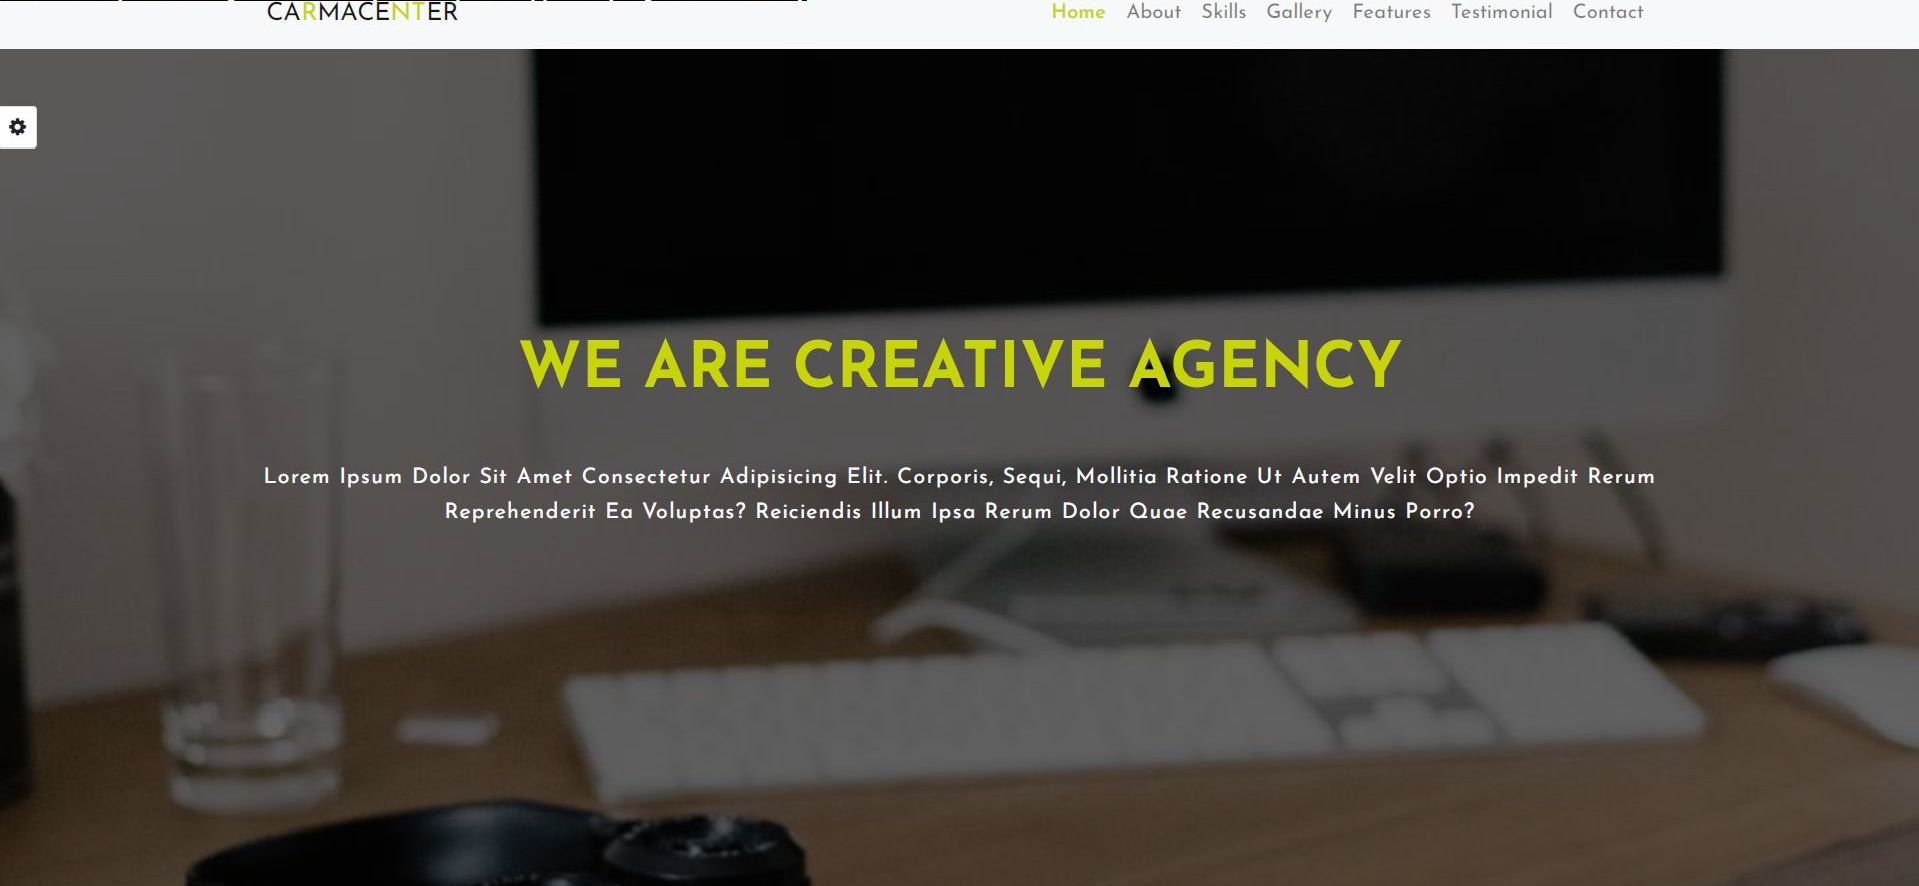 CARMACENTER
Home About Skills Gallery Features Testimonial Contact
WE ARE CREATIVE AGENCY
Lorem Ipsum Dolor Sit Amet Consectetur Adipisicing Elit. Corporis, Sequi, Mollitia Ratione Ut Autem Velit Optio Impedit Rerum
Reprehenderit Ea Voluptas? Reiciendis Illum Ipsa Rerum Dolor Quae Recusandae Minus Porro?